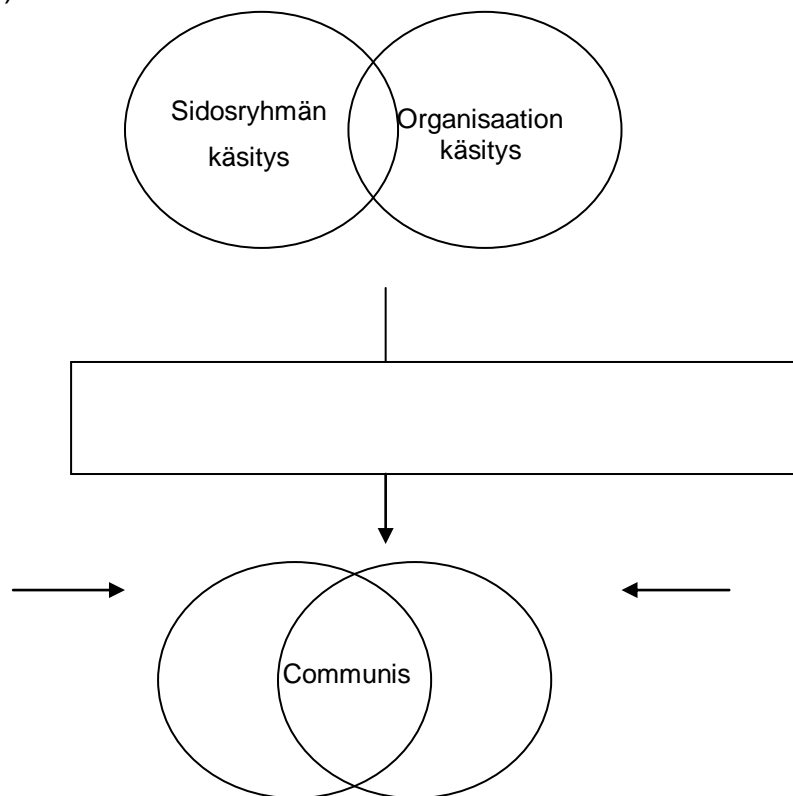 )
Sidosryhmän
käsitys
Organisaation
käsitys
Communis